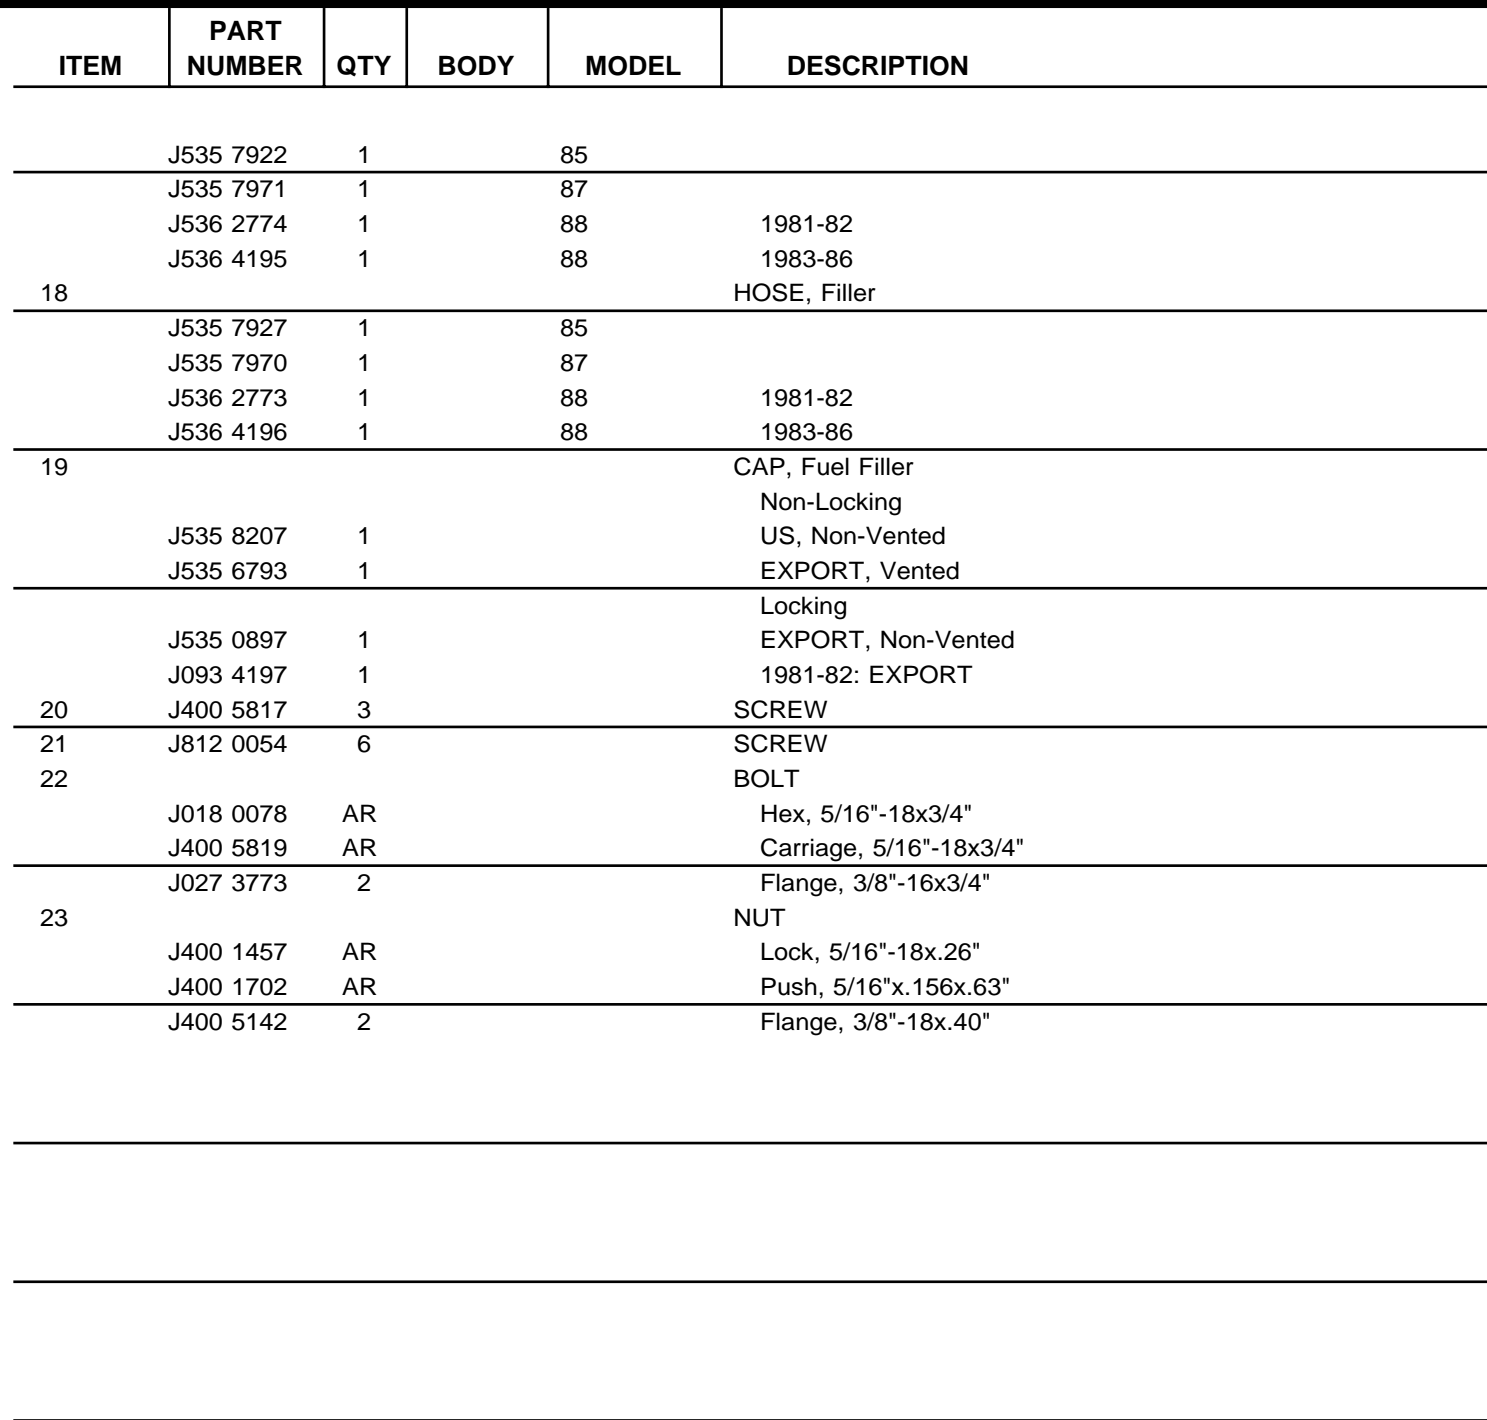 PART
ITEM NUMBER QTY BODY MODEL DESCRIPTION
J535 7922 1 85
J535 7971 1 87
J536 2774 1 88 1981-82
J536 4195 1 88 1983-86
18 HOSE, Filler
J535 7927 1 85
J535 7970 1 87
J536 2773 1 88 1981-82
J536 4196 1 88 1983-86
19 CAP, Fuel Filler
Non-Locking
J535 8207 1 US, Non-Vented
J535 6793 1 EXPORT, Vented
Locking
J535 0897 1 EXPORT, Non-Vented
J093 4197 1 1981-82: EXPORT
20 J400 5817 3 SCREW
21 J812 0054 6 SCREW
22 BOLT
J018 0078 AR Hex, 5/16"-18x3/4"
J400 5819 AR Carriage, 5/16"-18x3/4"
J027 3773 2 Flange, 3/8"-16x3/4"
23 NUT
J400 1457 AR Lock, 5/16"-18x.26"
J400 1702 AR Push, 5/16"x.156x.63"
J400 5142 2 Flange, 3/8"-18x.40"